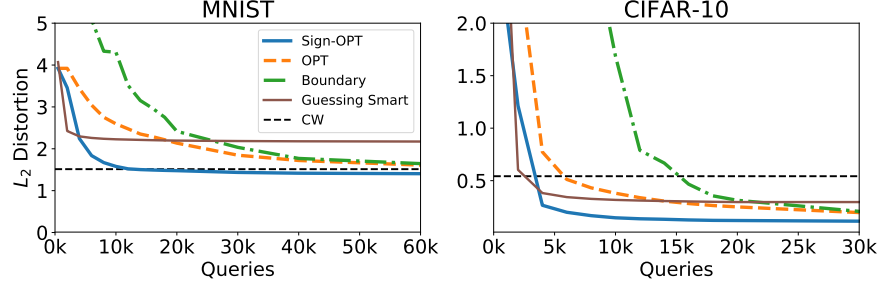 MNIST
5
4
3
2
1
0
L₂ Distortion
0k 10k 20k 30k 40k 50k 60k
Queries
Sign-OPT
OPT
Boundary
Guessing Smart
CW
CIFAR-10
2.0
1.5
1.0
0.5
0k 5k 10k 15k 20k 25k 30k
Queries